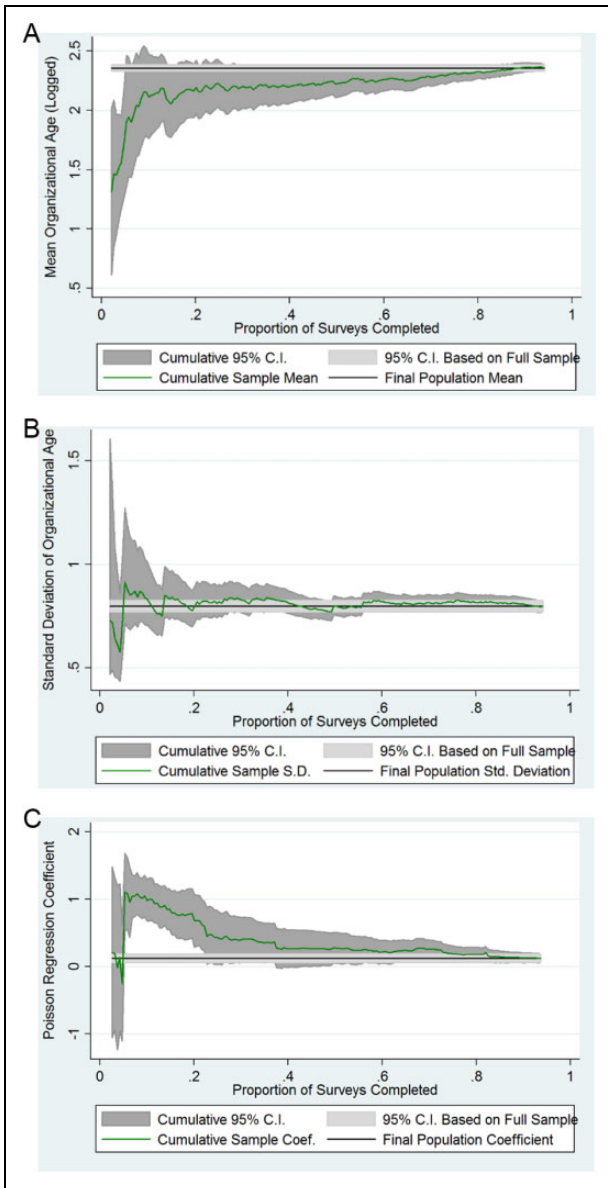 A
Mean Organizational Age (Logged)
2.5
2
1.5
1
.5
0 .2 .4 .6 .8 1
Proportion of Surveys Completed
Cumulative 95% C.I. 95% C.I. Based on Full Sample
Cumulative Sample Mean Final Population Mean
B
Standard Deviation of Organizational Age
1.5
1
.5
0 .2 .4 .6 .8 1
Proportion of Surveys Completed
Cumulative 95% C.I. 95% C.I. Based on Full Sample
Cumulative Sample S.D. Final Population Std. Deviation
C
Poisson Regression Coefficient
2
1
0
-1
0 .2 .4 .6 .8 1
Proportion of Surveys Completed
Cumulative 95% C.I. 95% C.I. Based on Full Sample
Cumulative Sample Coef. Final Population Coefficient